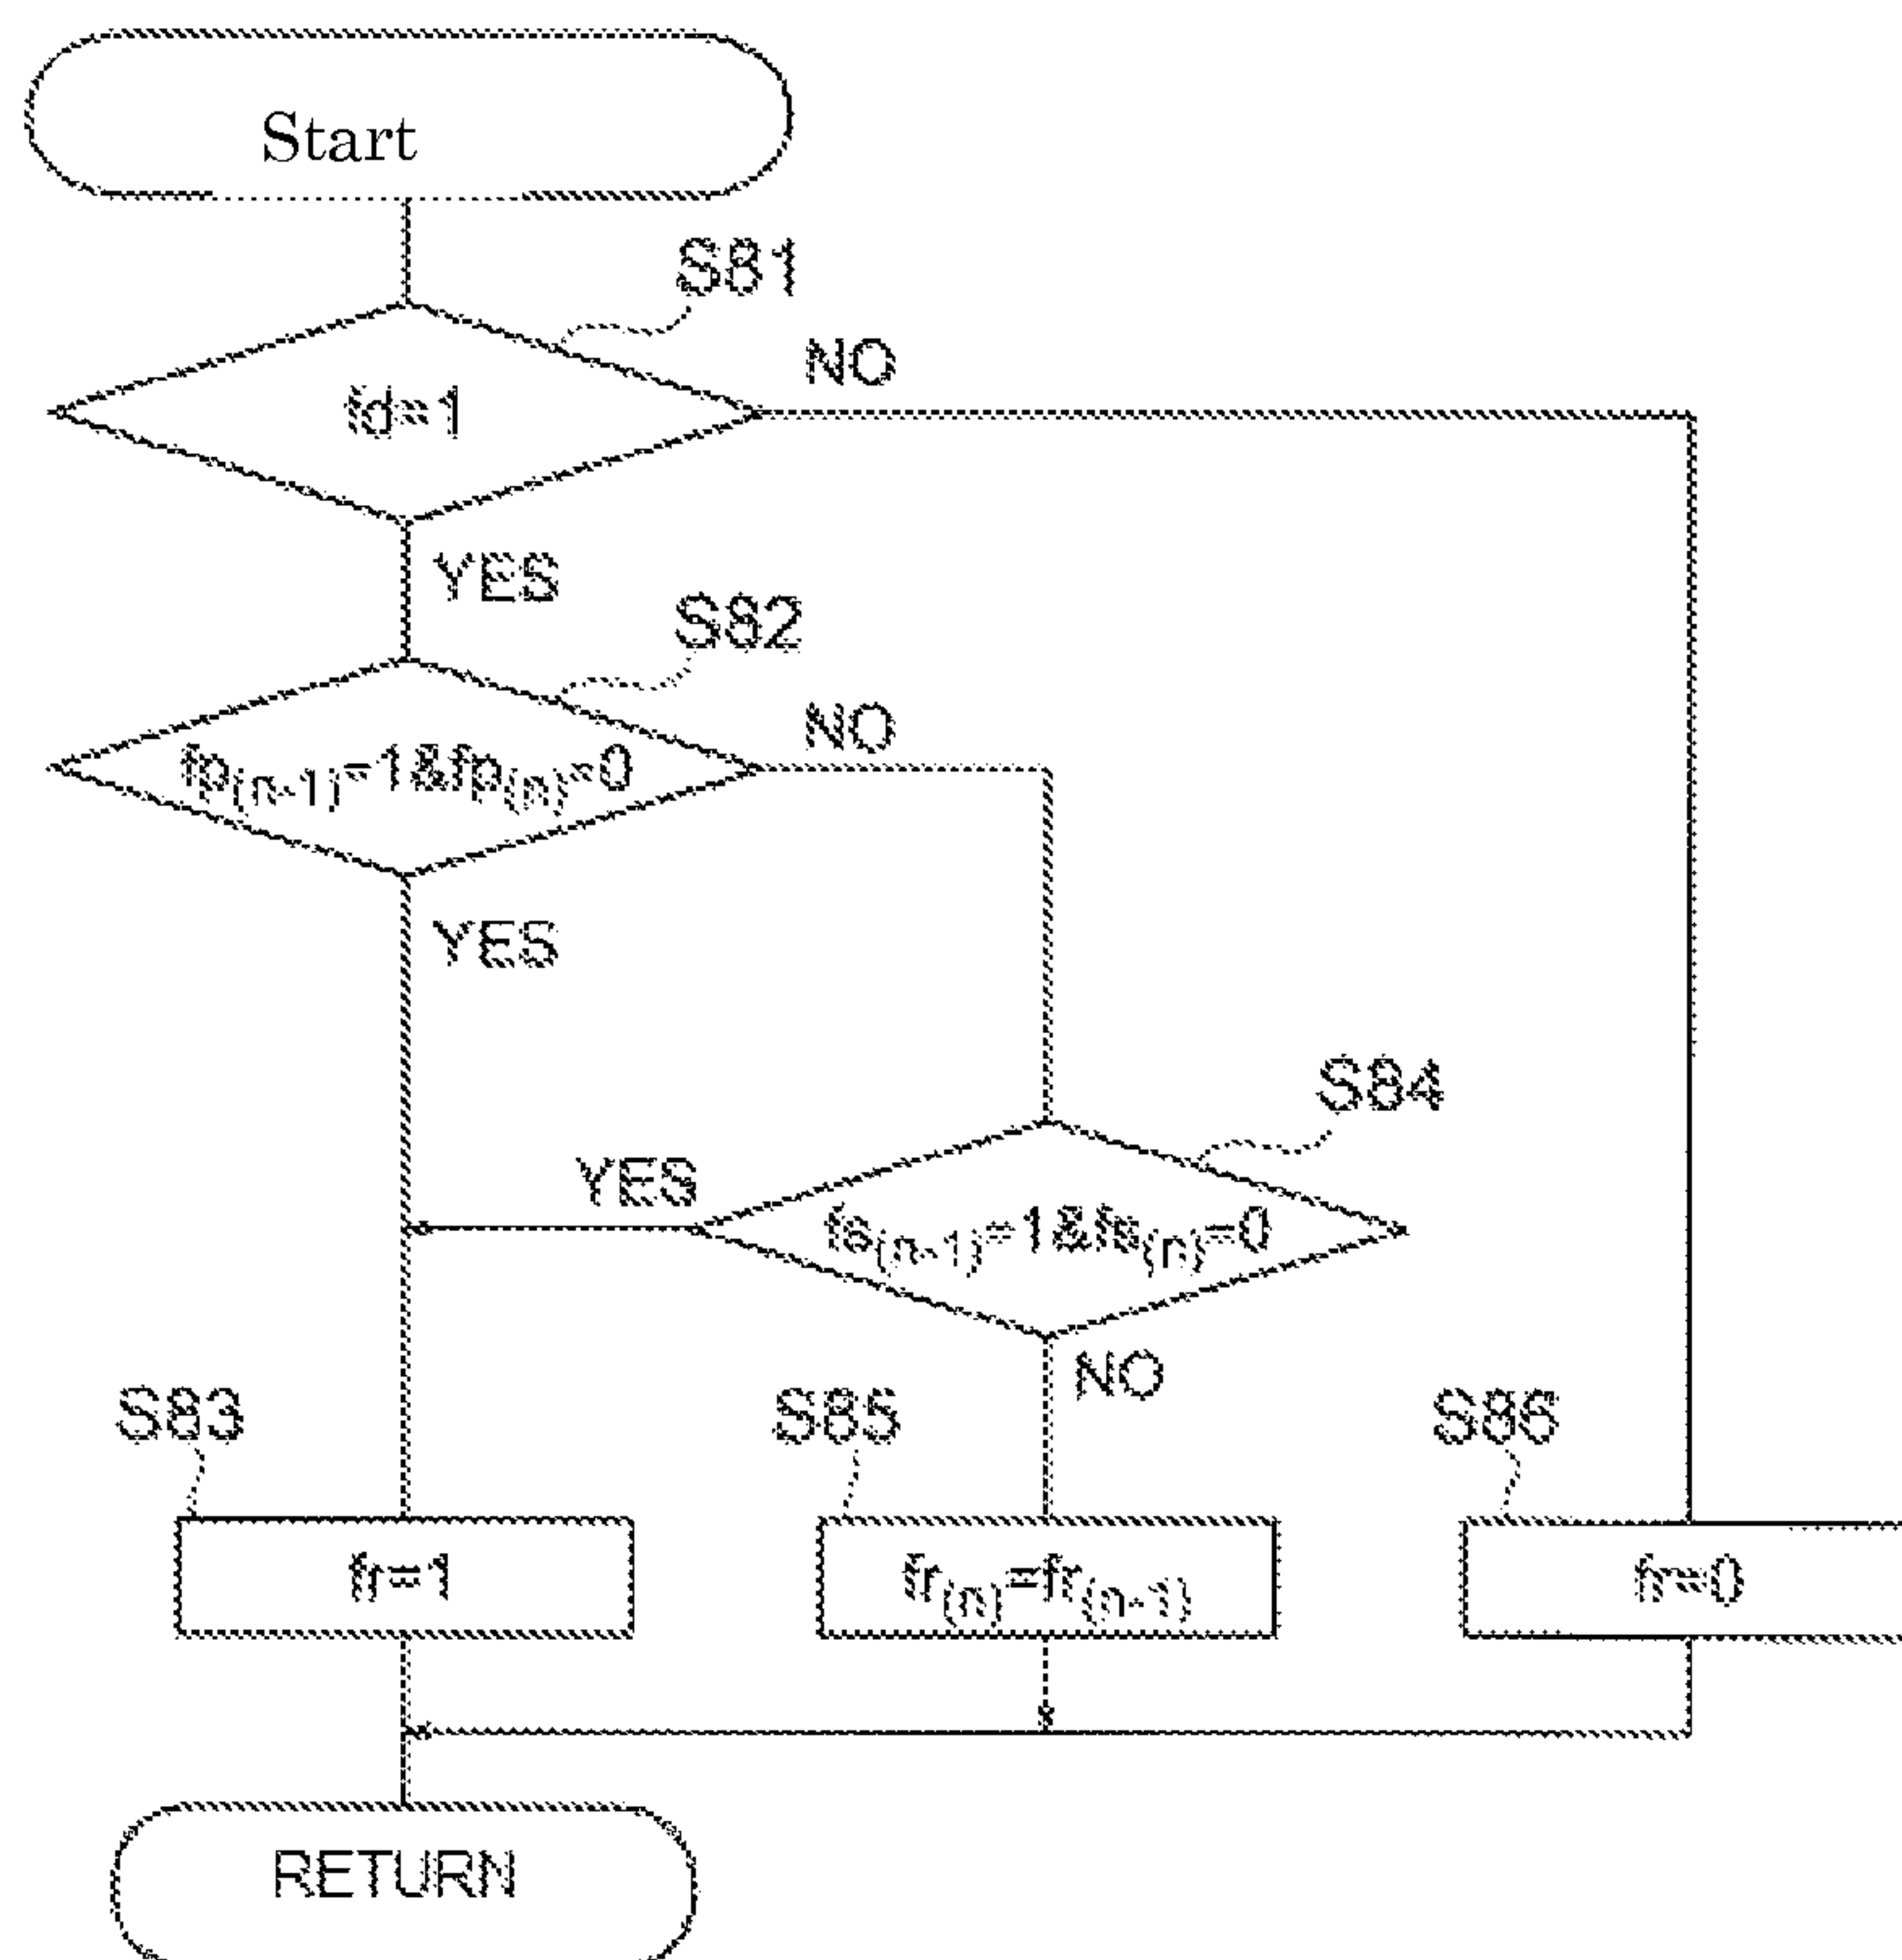 Start
S81
NO
fd=1
YES
S82
NO
fp(n-1)=1&fp(n)=0
YES
S84
YES
fs(n-1)=1&fs(n)=0
NO
S83
S85
S86
fr=1
fr(n)=fr(n-1)
fr=0
RETURN